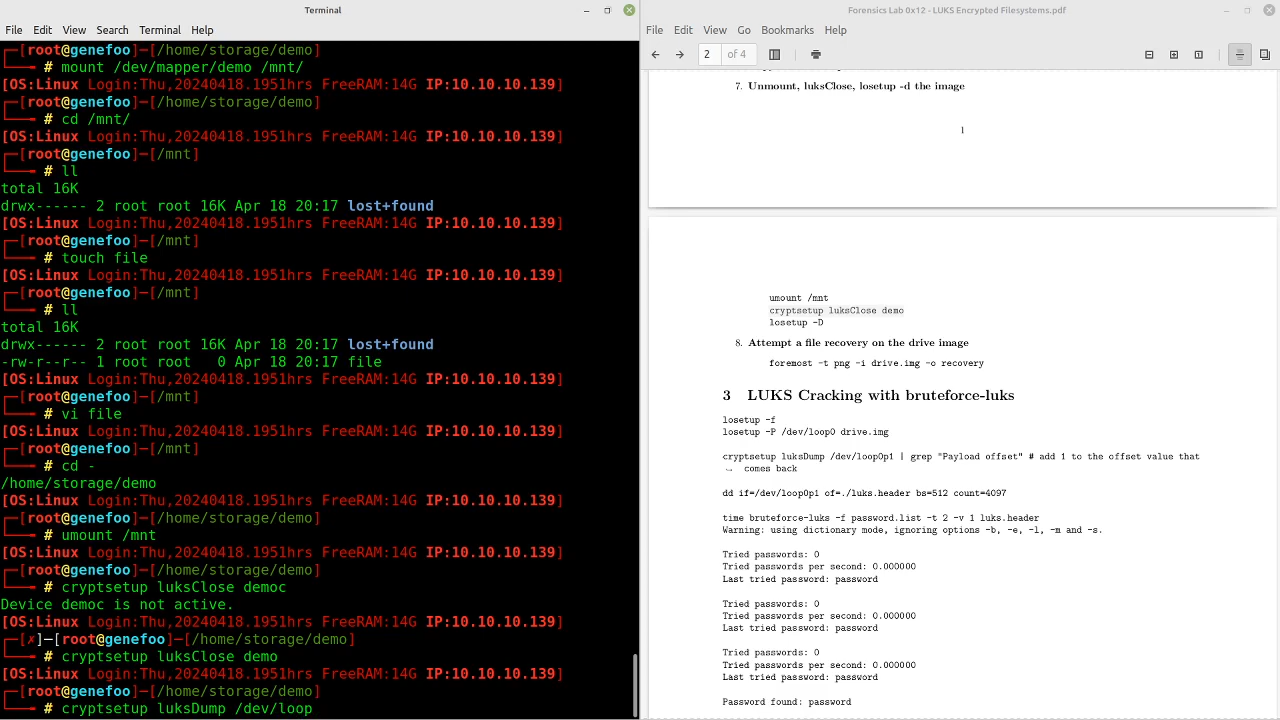 Terminal
File Edit View Search Terminal Help
┌─[root@genefoo]─[/home/storage/demo]
└──╼ # mount /dev/mapper/demo /mnt/
[OS:Linux Login:Thu,20240418.1951hrs FreeRAM:14G IP:10.10.10.139]
┌─[root@genefoo]─[/home/storage/demo]
└──╼ # cd /mnt/
[OS:Linux Login:Thu,20240418.1951hrs FreeRAM:14G IP:10.10.10.139]
┌─[root@genefoo]─[/mnt]
└──╼ # ll
total 16K
drwx------ 2 root root 16K Apr 18 20:17 lost+found
[OS:Linux Login:Thu,20240418.1951hrs FreeRAM:14G IP:10.10.10.139]
┌─[root@genefoo]─[/mnt]
└──╼ # touch file
[OS:Linux Login:Thu,20240418.1951hrs FreeRAM:14G IP:10.10.10.139]
┌─[root@genefoo]─[/mnt]
└──╼ # ll
total 16K
drwx------ 2 root root 16K Apr 18 20:17 lost+found
-rw-r--r-- 1 root root   0 Apr 18 20:17 file
[OS:Linux Login:Thu,20240418.1951hrs FreeRAM:14G IP:10.10.10.139]
┌─[root@genefoo]─[/mnt]
└──╼ # vi file
[OS:Linux Login:Thu,20240418.1951hrs FreeRAM:14G IP:10.10.10.139]
┌─[root@genefoo]─[/mnt]
└──╼ # cd -
/home/storage/demo
[OS:Linux Login:Thu,20240418.1951hrs FreeRAM:14G IP:10.10.10.139]
┌─[root@genefoo]─[/home/storage/demo]
└──╼ # umount /mnt
[OS:Linux Login:Thu,20240418.1951hrs FreeRAM:14G IP:10.10.10.139]
┌─[root@genefoo]─[/home/storage/demo]
└──╼ # cryptsetup luksClose democ
Device democ is not active.
[OS:Linux Login:Thu,20240418.1951hrs FreeRAM:14G IP:10.10.10.139]
┌─[✗]─[root@genefoo]─[/home/storage/demo]
└──╼ # cryptsetup luksClose demo
[OS:Linux Login:Thu,20240418.1951hrs FreeRAM:14G IP:10.10.10.139]
┌─[root@genefoo]─[/home/storage/demo]
└──╼ # cryptsetup luksDump /dev/loop
Forensics Lab 0x12 - LUKS Encrypted Filesystems.pdf
File Edit View Go Bookmarks Help
2 of 4
7. Unmount, luksClose, losetup -d the image
1
umount /mnt
cryptsetup luksClose demo
losetup -D
8. Attempt a file recovery on the drive image
foremost -t png -i drive.img -o recovery
3 LUKS Cracking with bruteforce-luks
losetup -f
losetup -P /dev/loop0 drive.img
cryptsetup luksDump /dev/loop0p1 | grep "Payload offset" # add 1 to the offset value that
comes back
dd if=/dev/loop0p1 of=./luks.header bs=512 count=4097
time bruteforce-luks -f password.list -t 2 -v 1 luks.header
Warning: using dictionary mode, ignoring options -b, -e, -l, -m and -s.
Tried passwords: 0
Tried passwords per second: 0.000000
Last tried password: password
Tried passwords: 0
Tried passwords per second: 0.000000
Last tried password: password
Tried passwords: 0
Tried passwords per second: 0.000000
Last tried password: password
Password found: password